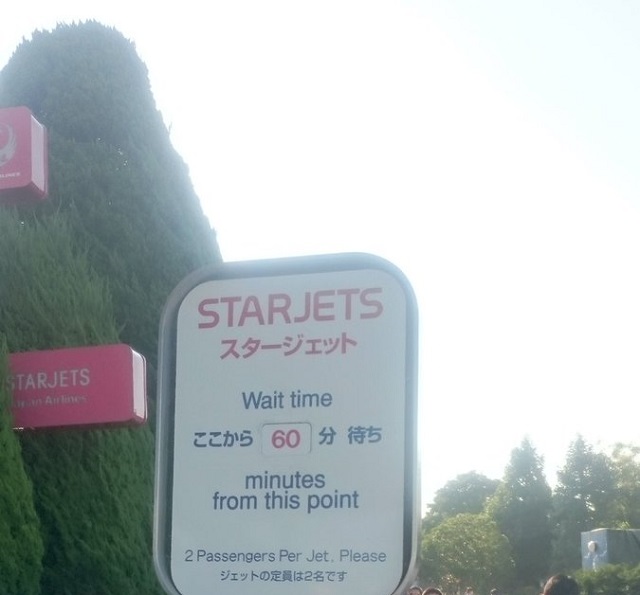 STARJETS
スタージェット
Wait time
ここから 60 分 待ち
minutes
from this point
2 Passengers Per Jet, Please
ジェットの定員は2名です
STARJETS
Japan Airlines